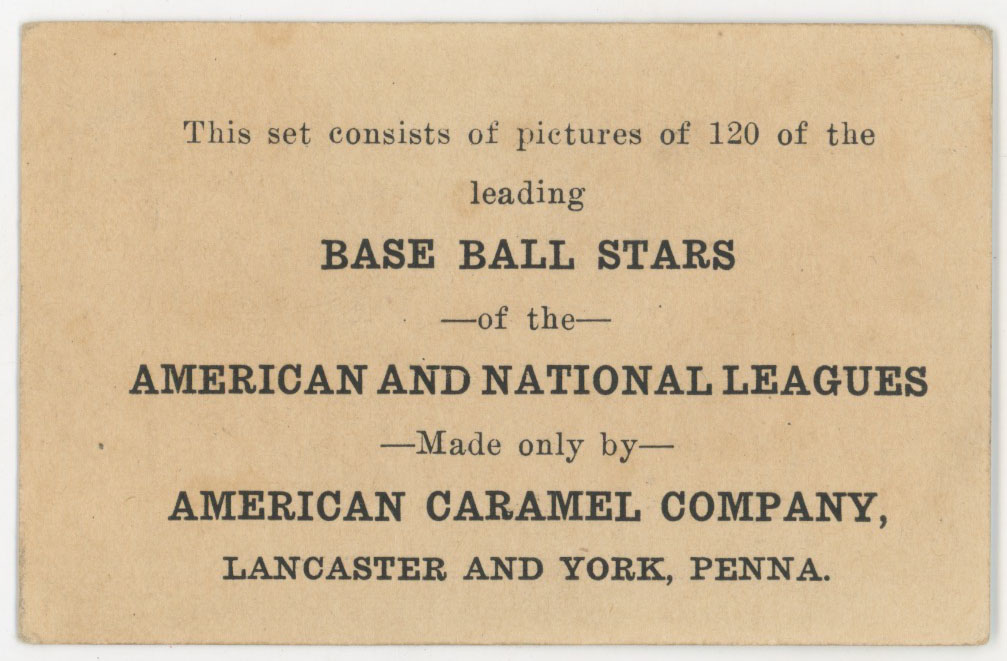 This set consists of pictures of 120 of the
leading
BASE BALL STARS
—of the—
AMERICAN AND NATIONAL LEAGUES
—Made only by—
AMERICAN CARAMEL COMPANY,
LANCASTER AND YORK, PENNA.